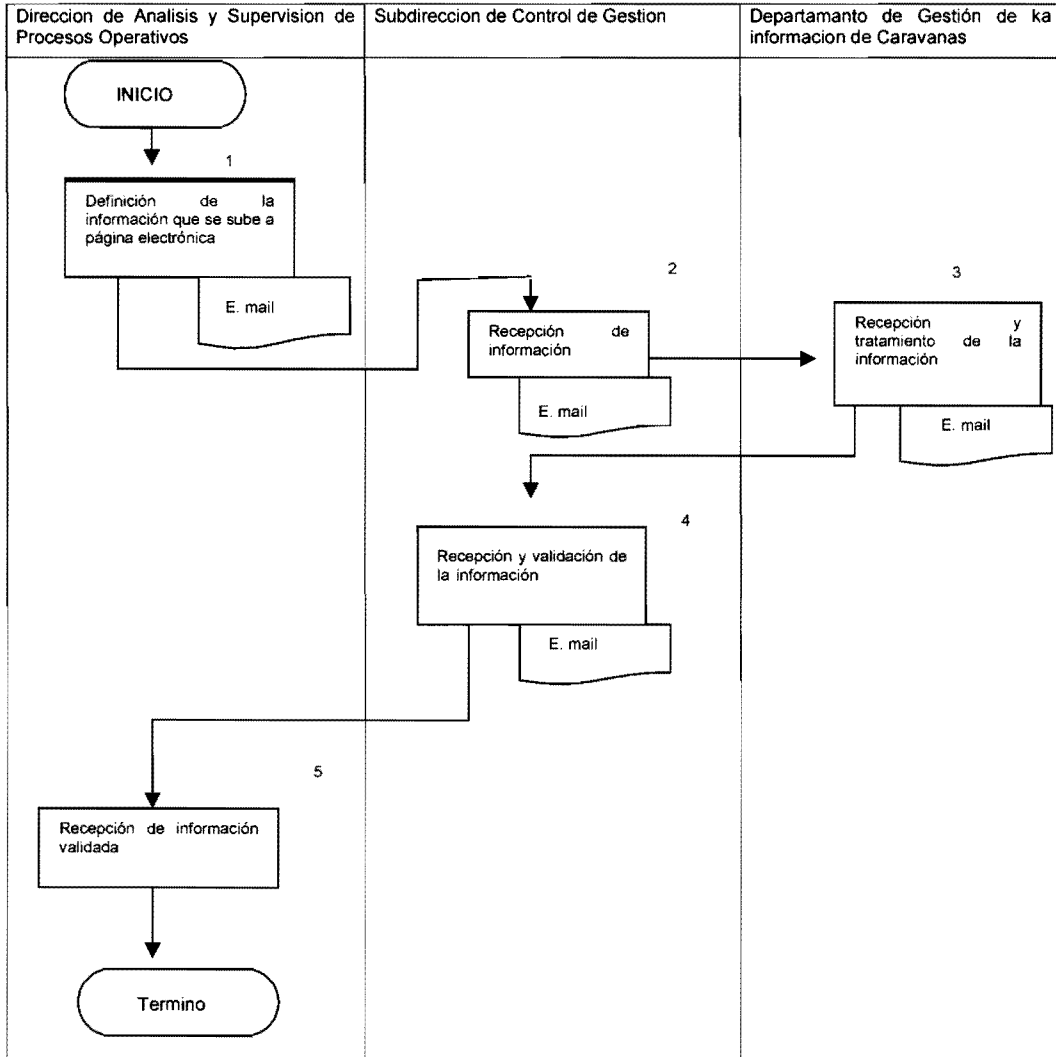 Direccion de Analisis y Supervision de
Procesos Operativos
Subdireccion de Control de Gestion
Departamanto de Gestión de ka
informacion de Caravanas
INICIO
1
Definición de la
información que se sube a
página electrónica
E. mail
2
Recepción de
información
E. mail
3
Recepción y
tratamiento de la
información
E. mail
4
Recepción y validación de
la información
E. mail
5
Recepción de información
validada
Termino